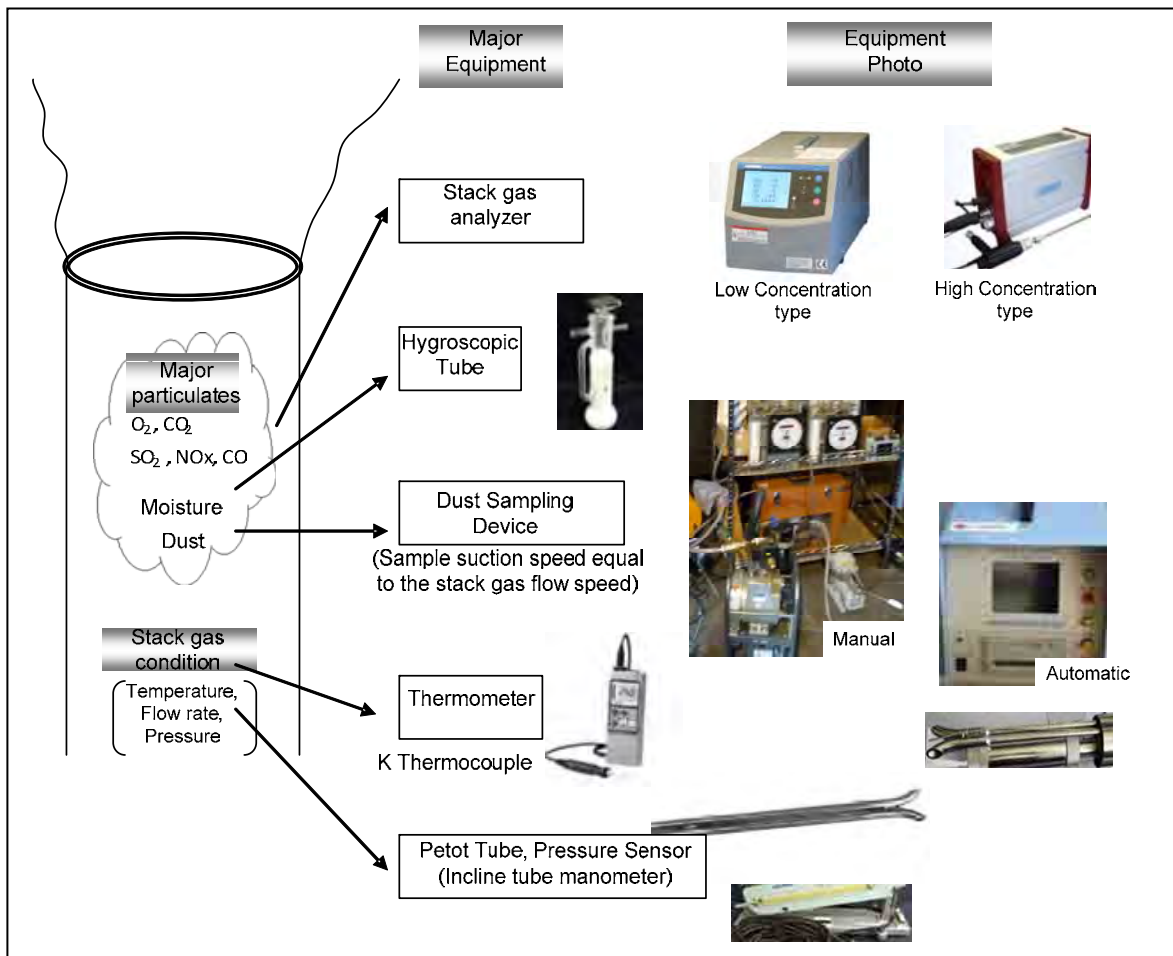 Major
Equipment
Equipment
Photo
Stack gas
analyzer
Low Concentration
type
High Concentration
type
Hygroscopic
Tube
Major
particulates
O₂, CO₂
SO₂, NOx, CO
Moisture
Dust
Dust Sampling
Device
(Sample suction speed equal
to the stack gas flow speed)
Manual
Automatic
Stack gas
condition
Temperature,
Flow rate,
Pressure
Thermometer
K Thermocouple
Petot Tube, Pressure Sensor
(Incline tube manometer)